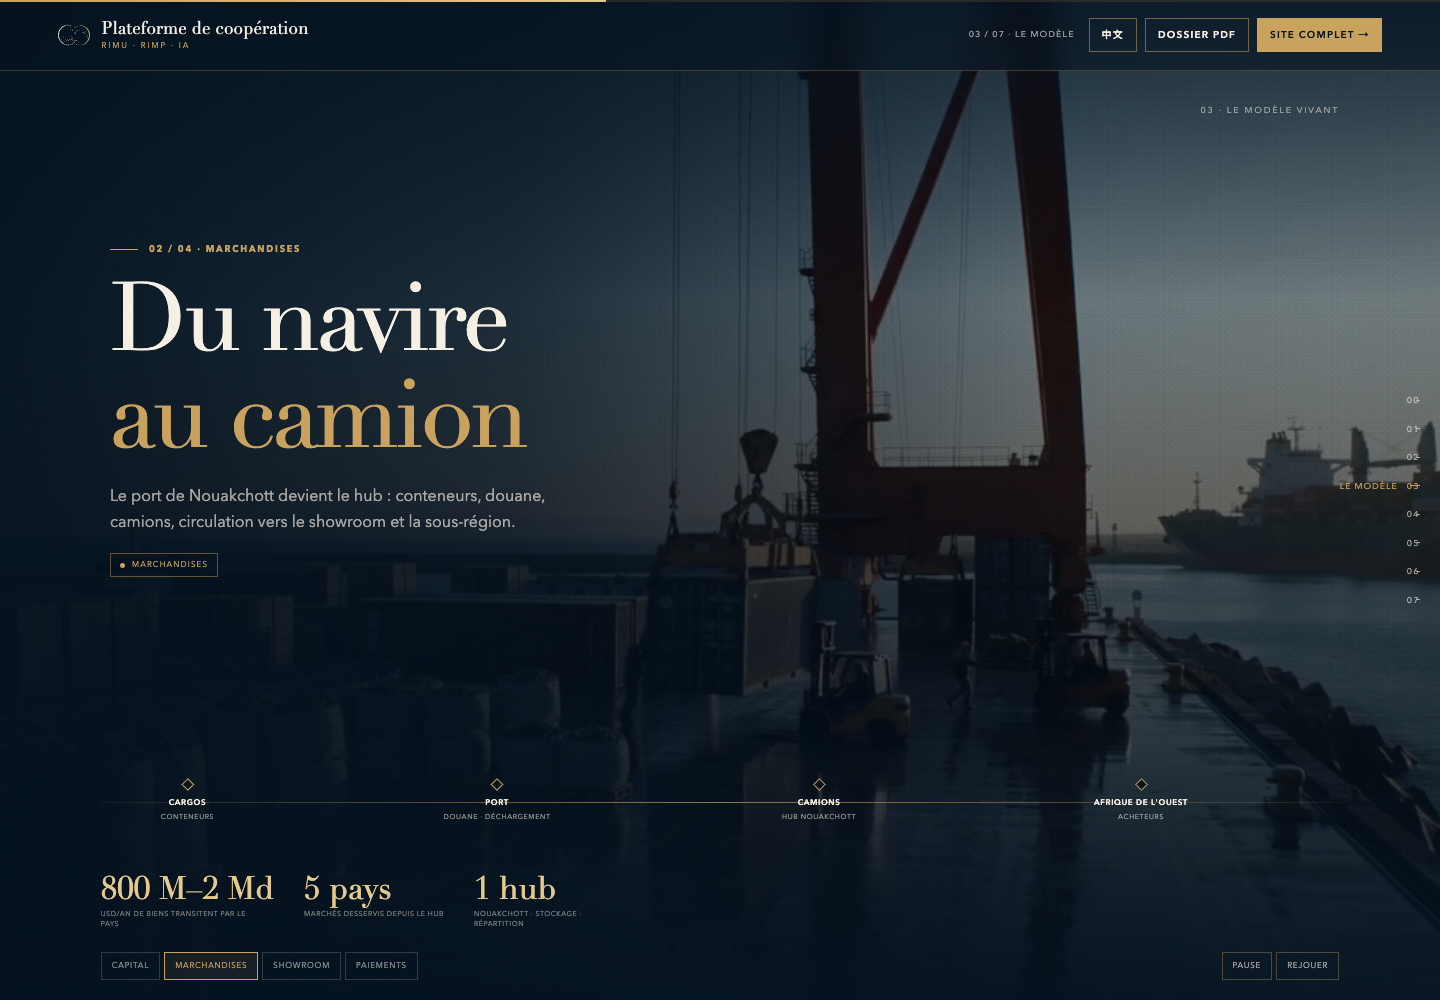 Plateforme de coopération
RIMU · RIMP · IA
03 / 07 · LE MODÈLE
中文
DOSSIER PDF
SITE COMPLET →
03 · LE MODÈLE VIVANT
02 / 04 · MARCHANDISES
Du navire
au camion
Le port de Nouakchott devient le hub : conteneurs, douane,
camions, circulation vers le showroom et la sous-région.
MARCHANDISES
00
01
02
LE MODÈLE 03
04
05
06
07
CARGOS
CONTENEURS
PORT
DOUANE · DÉCHARGEMENT
CAMIONS
HUB NOUAKCHOTT
AFRIQUE DE L'OUEST
ACHETEURS
800 M–2 Md
USD/AN DE BIENS TRANSITENT PAR LE
PAYS
5 pays
MARCHÉS DESSERVIS DEPUIS LE HUB
1 hub
NOUAKCHOTT · STOCKAGE ·
RÉPARTITION
CAPITAL
MARCHANDISES
SHOWROOM
PAIEMENTS
PAUSE
REJOUER